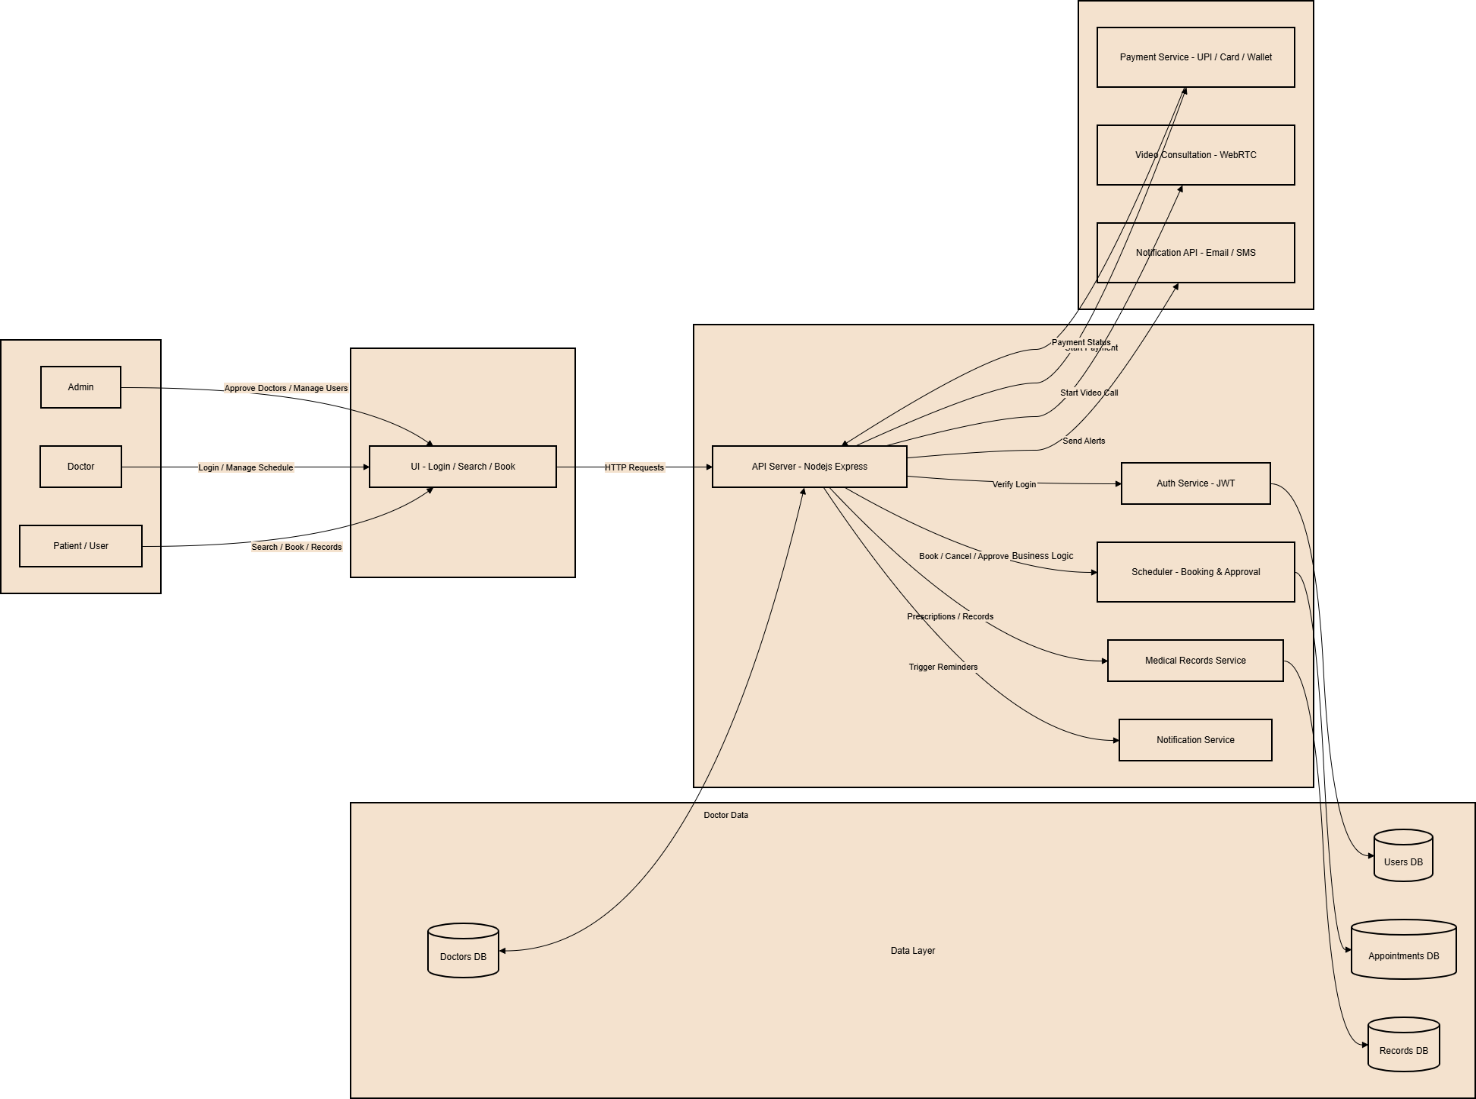 Payment Service - UPI / Card / Wallet
Video Consultation - WebRTC
Notification API - Email / SMS
Payment Status
Start Payment
Admin
Approve Doctors / Manage Users
Start Video Call
Send Alerts
Doctor
Login / Manage Schedule
UI - Login / Search / Book
HTTP Requests
API Server - Nodejs Express
Verify Login
Auth Service - JWT
Patient / User
Search / Book / Records
Book / Cancel / Approve
Business Logic
Scheduler - Booking & Approval
Prescriptions / Records
Medical Records Service
Trigger Reminders
Notification Service
Doctor Data
Users DB
Doctors DB
Data Layer
Appointments DB
Records DB